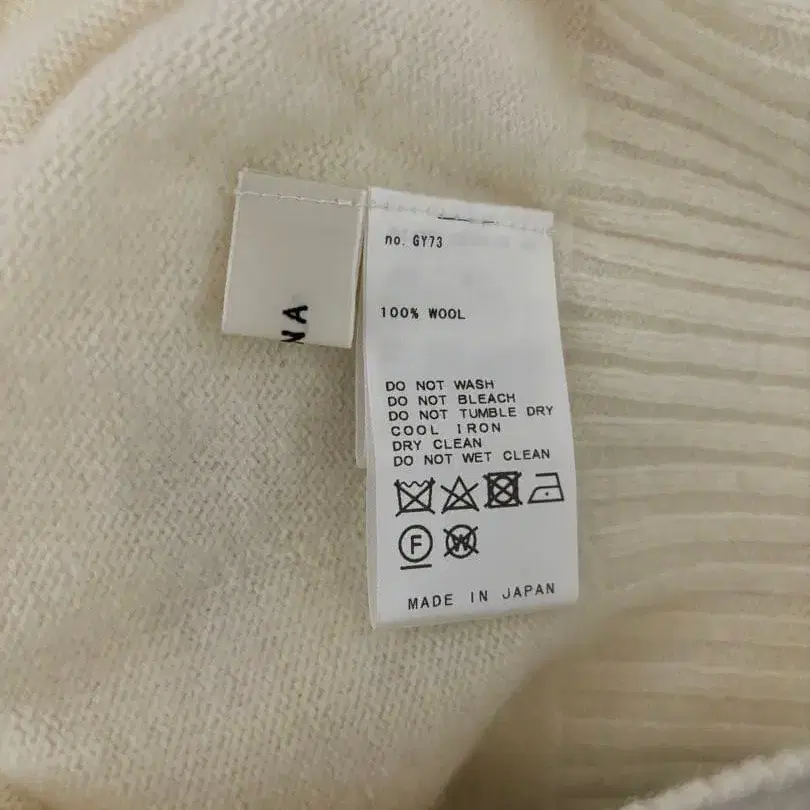 NA
no. GY73
100% WOOL
DO NOT WASH
DO NOT BLEACH
DO NOT TUMBLE DRY
COOL IRON
DRY CLEAN
DO NOT WET CLEAN
F W
MADE IN JAPAN